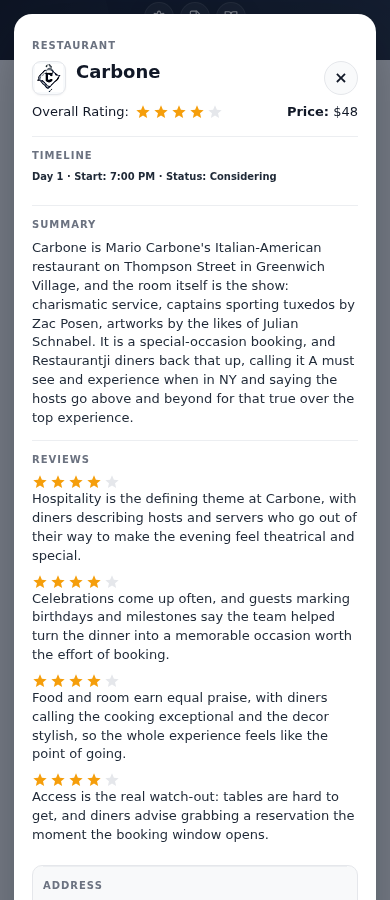 RESTAURANT
Carbone
Overall Rating:
Price: $48
TIMELINE
Day 1 · Start: 7:00 PM · Status: Considering
SUMMARY
Carbone is Mario Carbone's Italian-American
restaurant on Thompson Street in Greenwich
Village, and the room itself is the show:
charismatic service, captains sporting tuxedos by
Zac Posen, artworks by the likes of Julian
Schnabel. It is a special-occasion booking, and
Restaurantji diners back that up, calling it A must
see and experience when in NY and saying the
hosts go above and beyond for that true over the
top experience.
REVIEWS
Hospitality is the defining theme at Carbone, with
diners describing hosts and servers who go out of
their way to make the evening feel theatrical and
special.
Celebrations come up often, and guests marking
birthdays and milestones say the team helped
turn the dinner into a memorable occasion worth
the effort of booking.
Food and room earn equal praise, with diners
calling the cooking exceptional and the decor
stylish, so the whole experience feels like the
point of going.
Access is the real watch-out: tables are hard to
get, and diners advise grabbing a reservation the
moment the booking window opens.
ADDRESS